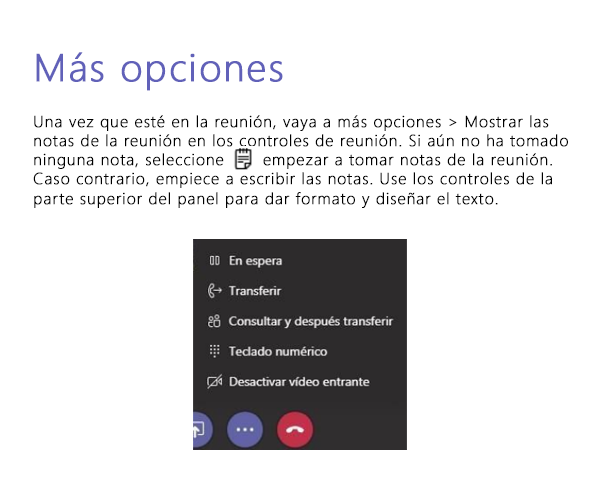 Más opciones
Una vez que esté en la reunión, vaya a más opciones > Mostrar las
notas de la reunión en los controles de reunión. Si aún no ha tomado
ninguna nota, seleccione empezar a tomar notas de la reunión.
Caso contrario, empiece a escribir las notas. Use los controles de la
parte superior del panel para dar formato y diseñar el texto.
En espera
Transferir
Consultar y después transferir
Teclado numérico
Desactivar vídeo entrante